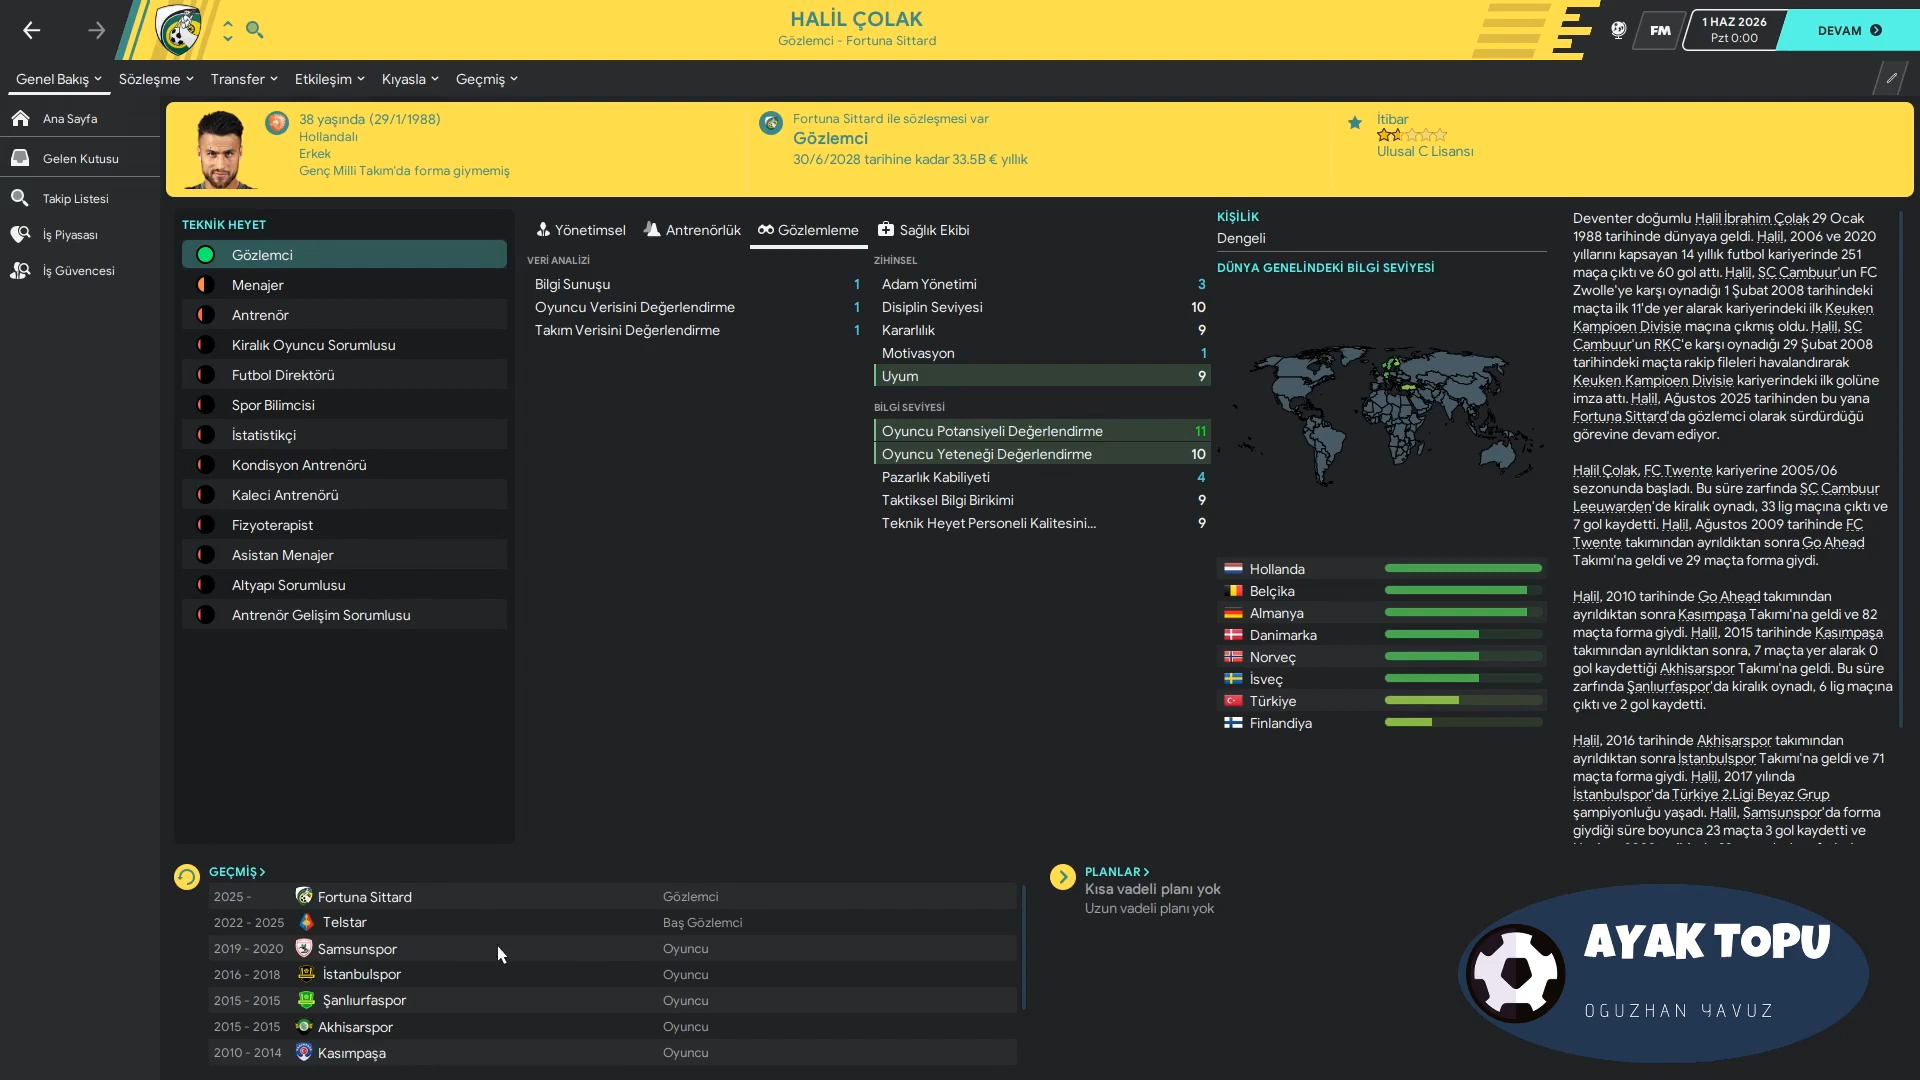 HALİL ÇOLAK
Gözlemci - Fortuna Sittard
FM
1 HAZ 2026
Pzt 0:00
DEVAM
Genel Bakış
Sözleşme
Transfer
Etkileşim
Kıyasla
Geçmiş
Ana Sayfa
Gelen Kutusu
Takip Listesi
İş Piyasası
İş Güvencesi
38 yaşında (29/1/1988)
Hollandalı
Erkek
Genç Milli Takım'da forma giymemiş
Fortuna Sittard ile sözleşmesi var
Gözlemci
30/6/2028 tarihine kadar 33.5B € yıllık
İtibar
Ulusal C Lisansı
TEKNİK HEYET
Gözlemci
Menajer
Antrenör
Kiralık Oyuncu Sorumlusu
Futbol Direktörü
Spor Bilimcisi
İstatistikçi
Kondisyon Antrenörü
Kaleci Antrenörü
Fizyoterapist
Asistan Menajer
Altyapı Sorumlusu
Antrenör Gelişim Sorumlusu
Yönetimsel
Antrenörlük
Gözlemleme
Sağlık Ekibi
VERİ ANALİZİ
Bilgi Sunuşu 1
Oyuncu Verisini Değerlendirme 1
Takım Verisini Değerlendirme 1
ZİHİNSEL
Adam Yönetimi 3
Disiplin Seviyesi 10
Kararlılık 9
Motivasyon 1
Uyum 9
BİLGİ SEVİYESİ
Oyuncu Potansiyeli Değerlendirme 11
Oyuncu Yeteneği Değerlendirme 10
Pazarlık Kabiliyeti 4
Taktiksel Bilgi Birikimi 9
Teknik Heyet Personeli Kalitesini... 9
KİŞİLİK
Dengeli
DÜNYA GENELİNDEKİ BİLGİ SEVİYESİ
Hollanda
Belçika
Almanya
Danimarka
Norveç
İsveç
Türkiye
Finlandiya
Deventer doğumlu Halil İbrahim Çolak 29 Ocak
1988 tarihinde dünyaya geldi. Halil, 2006 ve 2020
yıllarını kapsayan 14 yıllık futbol kariyerinde 251
maça çıktı ve 60 gol attı. Halil, SC Cambuur'un FC
Zwolle'ye karşı oynadığı 1 Şubat 2008 tarihindeki
maçta ilk 11'de yer alarak kariyerindeki ilk Keuken
Kampioen Divisie maçına çıkmış oldu. Halil, SC
Cambuur'un RKC'e karşı oynadığı 29 Şubat 2008
tarihindeki maçta rakip fileleri havalandırarak
Keuken Kampioen Divisie kariyerindeki ilk golüne
imza attı. Halil, Ağustos 2025 tarihinden bu yana
Fortuna Sittard'da gözlemci olarak sürdürdüğü
görevine devam ediyor.
Halil Çolak, FC Twente kariyerine 2005/06
sezonunda başladı. Bu süre zarfında SC Cambuur
Leeuwarden'de kiralık oynadı, 33 lig maçına çıktı ve
7 gol kaydetti. Halil, Ağustos 2009 tarihinde FC
Twente takımından ayrıldıktan sonra Go Ahead
Takımı'na geldi ve 29 maçta forma giydi.
Halil, 2010 tarihinde Go Ahead takımından
ayrıldıktan sonra Kasımpaşa Takımı'na geldi ve 82
maçta forma giydi. Halil, 2015 tarihinde Kasımpaşa
takımından ayrıldıktan sonra, 7 maçta yer alarak 0
gol kaydettiği Akhisarspor Takımı'na geldi. Bu süre
zarfında Şanlıurfaspor'da kiralık oynadı, 6 lig maçına
çıktı ve 2 gol kaydetti.
Halil, 2016 tarihinde Akhisarspor takımından
ayrıldıktan sonra İstanbulspor Takımı'na geldi ve 71
maçta forma giydi. Halil, 2017 yılında
İstanbulspor'da Türkiye 2.Ligi Beyaz Grup
şampiyonluğu yaşadı. Halil, Samsunspor'da forma
giydiği süre boyunca 23 maçta 3 gol kaydetti ve
GEÇMİŞ
2025 - Fortuna Sittard Gözlemci
2022 - 2025 Telstar Baş Gözlemci
2019 - 2020 Samsunspor Oyuncu
2016 - 2018 İstanbulspor Oyuncu
2015 - 2015 Şanlıurfaspor Oyuncu
2015 - 2015 Akhisarspor Oyuncu
2010 - 2014 Kasımpaşa Oyuncu
PLANLAR
Kısa vadeli planı yok
Uzun vadeli planı yok
AYAK TOPU
OGUZHAN YAVUZ